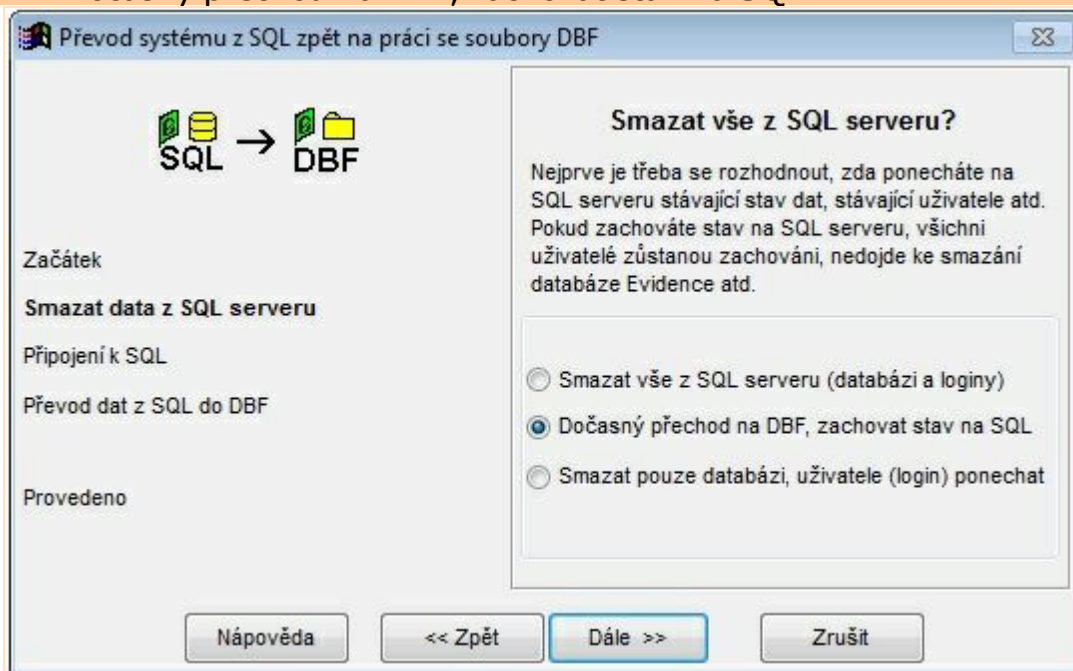 Převod systému z SQL zpět na práci se soubory DBF
SQL → DBF
Začátek
Smazat data z SQL serveru
Připojení k SQL
Převod dat z SQL do DBF
Provedeno
Smazat vše z SQL serveru?
Nejprve je třeba se rozhodnout, zda ponecháte na
SQL serveru stávající stav dat, stávající uživatele atd.
Pokud zachováte stav na SQL serveru, všichni
uživatelé zůstanou zachováni, nedojde ke smazání
databáze Evidence atd.
Smazat vše z SQL serveru (databázi a loginy)
Dočasný přechod na DBF, zachovat stav na SQL
Smazat pouze databázi, uživatele (login) ponechat
Nápověda
<< Zpět
Dále >>
Zrušit